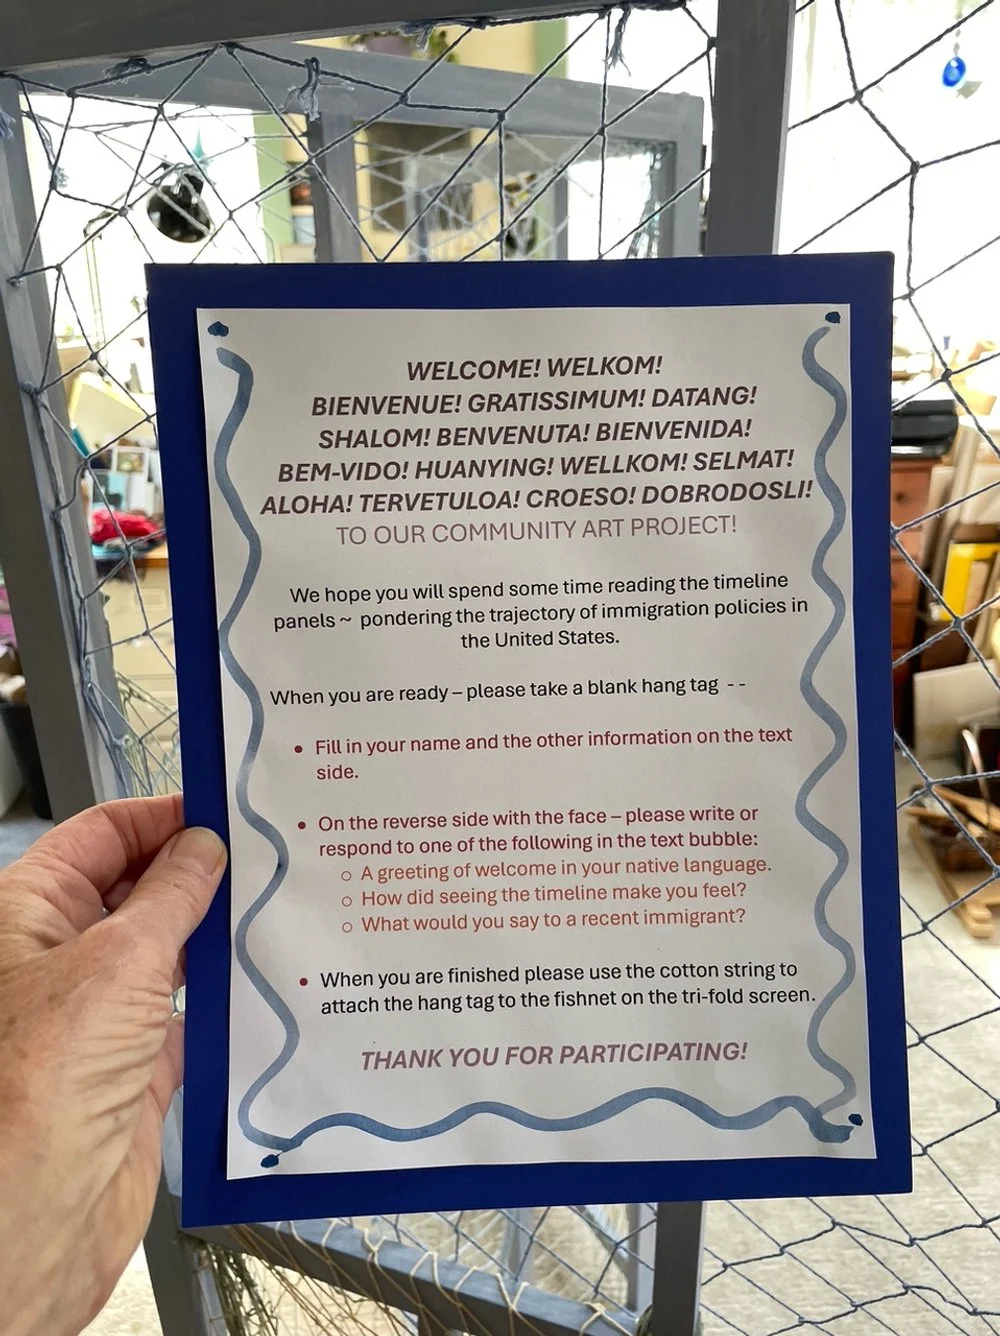 WELCOME! WELKOM!
BIENVENUE! GRATISSIMUM! DATANG!
SHALOM! BENVENUTA! BIENVENIDA!
BEM-VIDO! HUANYING! WELLKOM! SELMAT!
ALOHA! TERVETULOA! CROESO! DOBRODOSLI!
TO OUR COMMUNITY ART PROJECT!
We hope you will spend some time reading the timeline
panels ~ pondering the trajectory of immigration policies in
the United States.
When you are ready – please take a blank hang tag - -
• Fill in your name and the other information on the text
side.
• On the reverse side with the face – please write or
respond to one of the following in the text bubble:
o A greeting of welcome in your native language.
o How did seeing the timeline make you feel?
o What would you say to a recent immigrant?
• When you are finished please use the cotton string to
attach the hang tag to the fishnet on the tri-fold screen.
THANK YOU FOR PARTICIPATING!